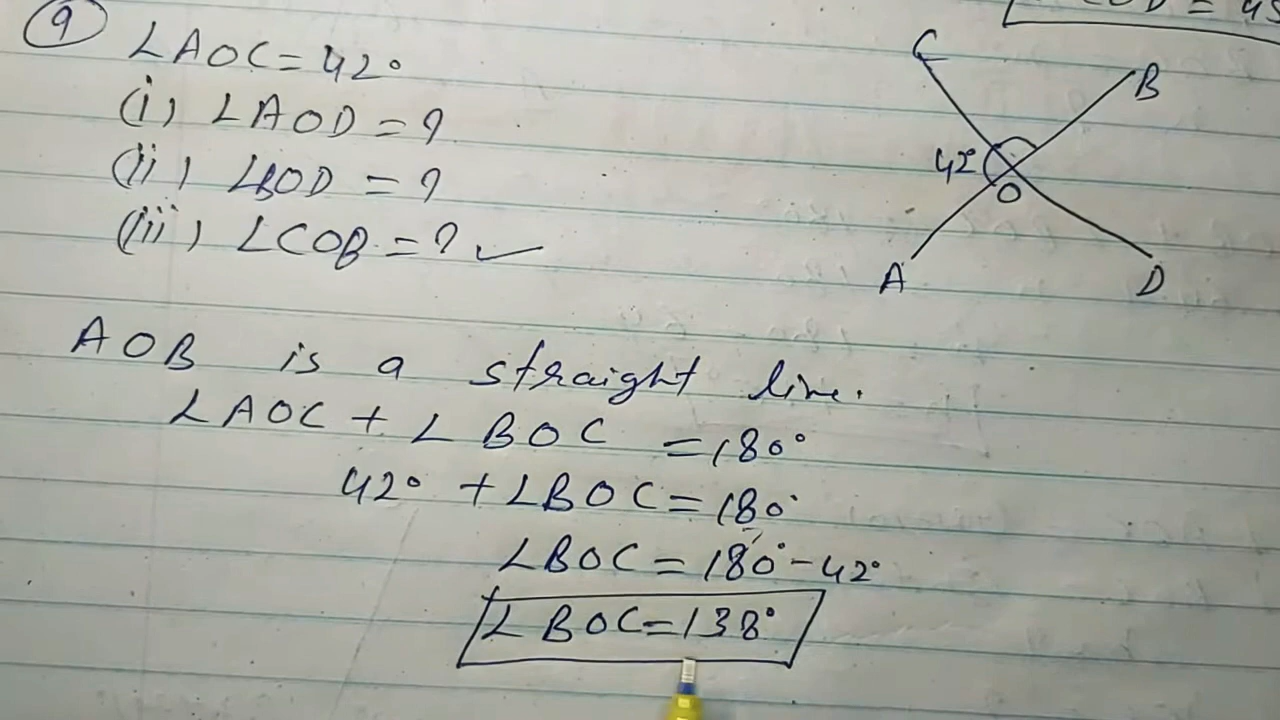 9
∠AOC = 42°
(i) ∠AOD = ?
(ii) ∠BOD = ?
(iii) ∠COB = ? ✓
C
B
42°
O
A
D
AOB is a straight line.
∠AOC + ∠BOC = 180°
42° + ∠BOC = 180°
∠BOC = 180° - 42°
∠BOC = 138°